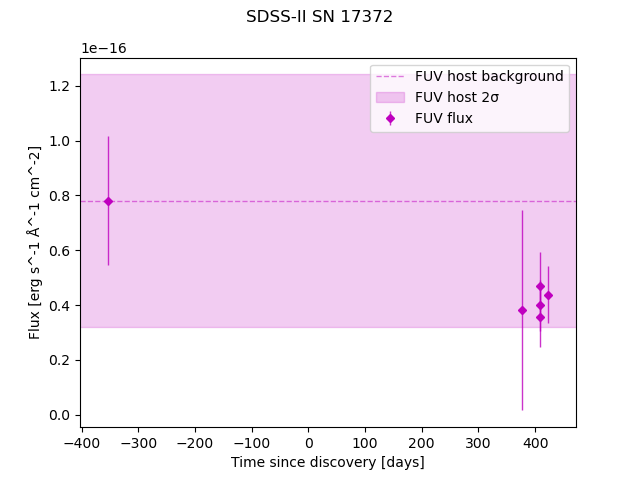 SDSS-II SN 17372
1e−16
FUV host background
FUV host 2σ
FUV flux
Flux [erg s^-1 Å^-1 cm^-2]
1.2
1.0
0.8
0.6
0.4
0.2
0.0
−400 −300 −200 −100 0 100 200 300 400
Time since discovery [days]